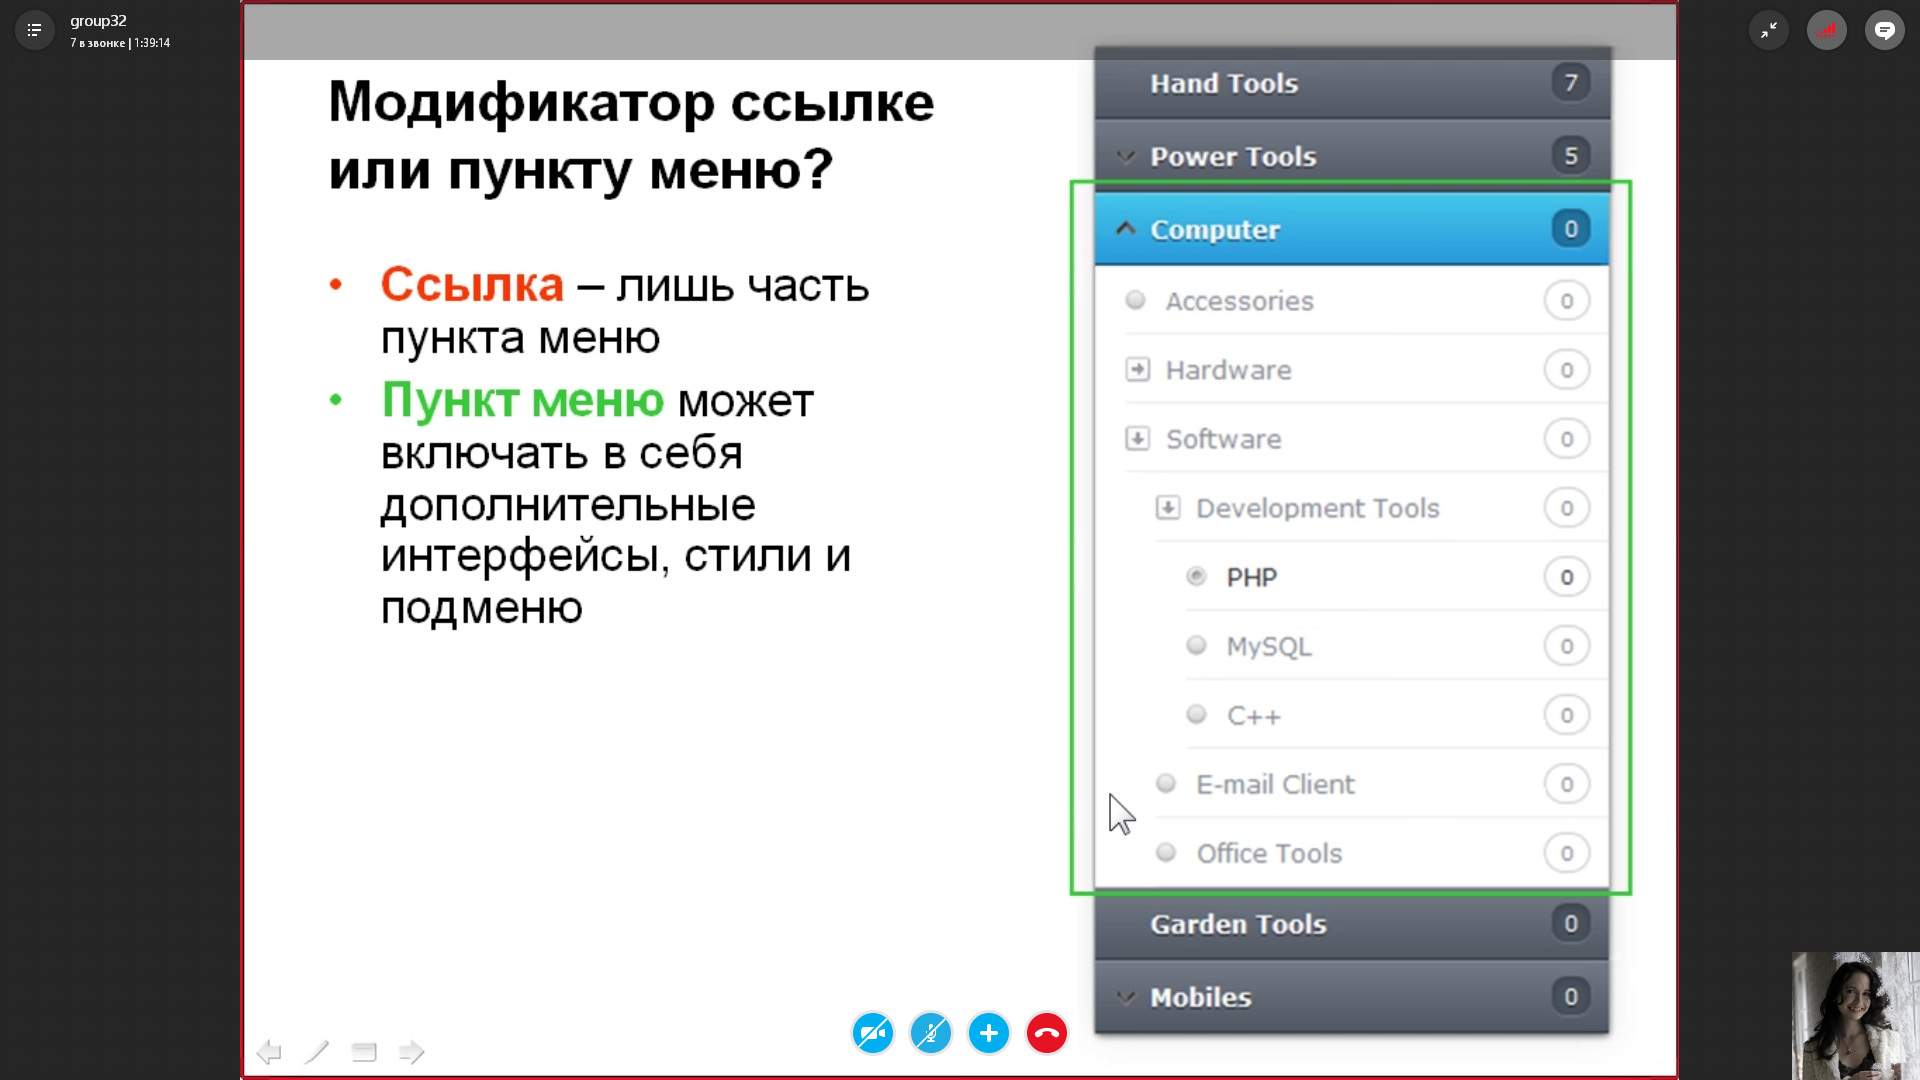 group32
7 в звонке | 1:39:14
Модификатор ссылке
или пункту меню?
• Ссылка – лишь часть
пункта меню
• Пункт меню может
включать в себя
дополнительные
интерфейсы, стили и
подменю
Hand Tools 7
Power Tools 5
Computer 0
Accessories 0
Hardware 0
Software 0
Development Tools 0
PHP 0
MySQL 0
C++ 0
E-mail Client 0
Office Tools 0
Garden Tools 0
Mobiles 0